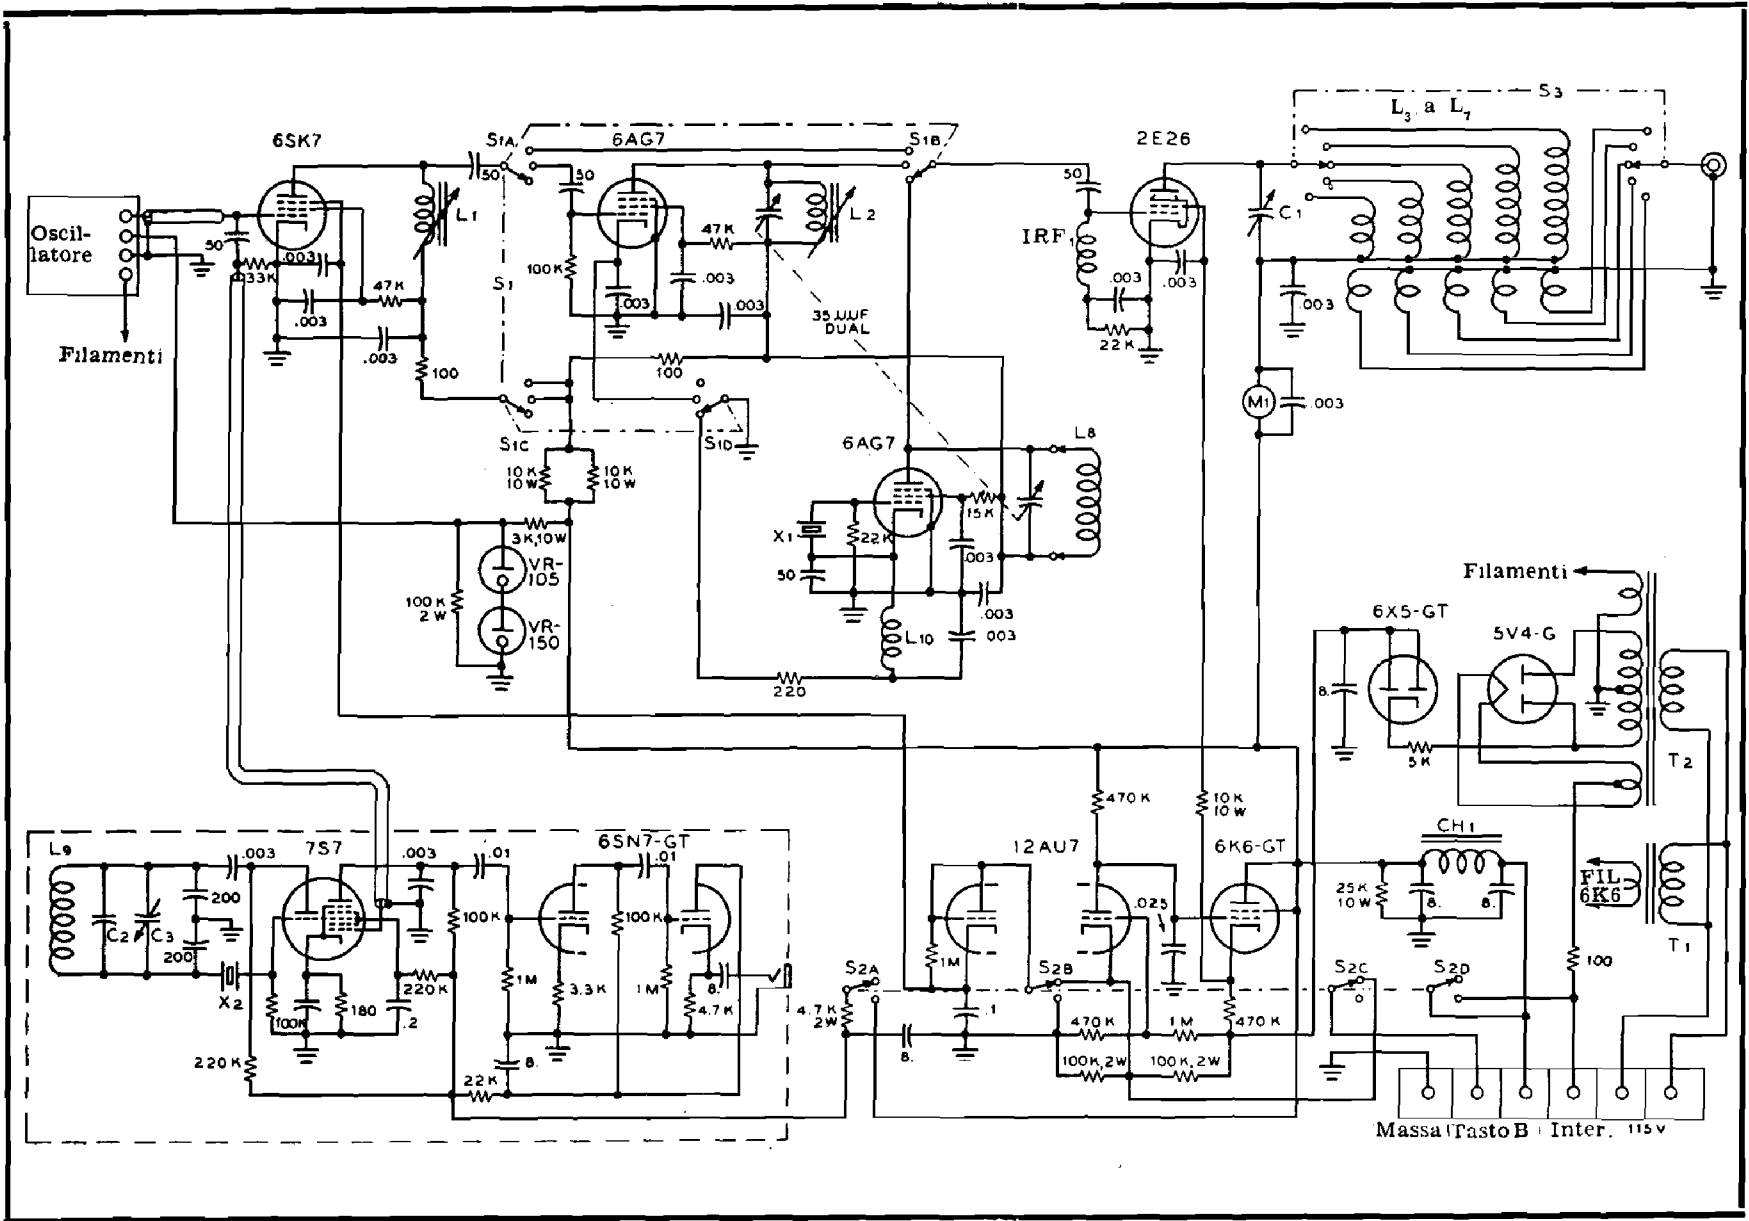 S3
L3 a L7
6SK7
S1A
6AG7
S1B
2E26
50
50
50
L1
L2
C1
Oscil-
latore
50
33K
.003
47K
.003
.003
100
Filamenti
S1
100K
47K
.003
.003
.003
35 µµF
DUAL
100
IRF1
.003
.003
22K
.003
M1
.003
S1C
S1D
6AG7
L8
10K
10W
10K
10W
3K,10W
X1
22K
15K
.003
50
.003
L10
.003
220
VR-
105
100K
2W
VR-
150
Filamenti
6X5-GT
5V4-G
8.
5K
T2
470K
10K
10W
CH1
L9
.003
7S7
.003
.01
6SN7-GT
.01
12AU7
6K6-GT
200
C2
C3
200
100K
100K
.025
25K
10W
8.
8.
FIL
6K6
T1
X2
100K
180
220K
.2
1M
3.3K
1M
8.
4.7K
1M
S2A
S2B
S2C
S2D
100
4.7K
2W
.1
470K
1M
470K
220K
22K
8.
8.
100K,2W
100K,2W
Massa Tasto B Inter. 115V